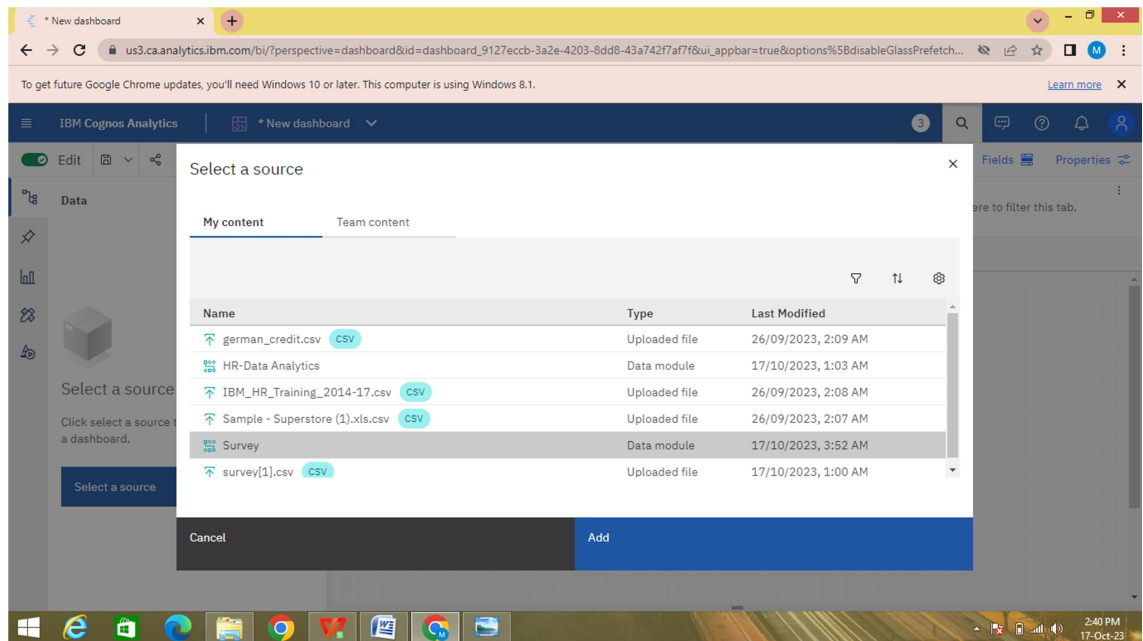 * New dashboard
us3.ca.analytics.ibm.com/bi/?perspective=dashboard&id=dashboard_9127eccb-3a2e-4203-8dd8-43a742f7af7f&ui_appbar=true&options%5BdisableGlassPrefetch...
M
To get future Google Chrome updates, you'll need Windows 10 or later. This computer is using Windows 8.1.
Learn more
IBM Cognos Analytics
* New dashboard
3
Edit
Fields
Properties
Select a source
Data
ere to filter this tab.
My content
Team content
Name Type Last Modified
german_credit.csv CSV Uploaded file 26/09/2023, 2:09 AM
HR-Data Analytics Data module 17/10/2023, 1:03 AM
IBM_HR_Training_2014-17.csv CSV Uploaded file 26/09/2023, 2:08 AM
Sample - Superstore (1).xls.csv CSV Uploaded file 26/09/2023, 2:07 AM
Survey Data module 17/10/2023, 3:52 AM
survey[1].csv CSV Uploaded file 17/10/2023, 1:00 AM
Select a source
Click select a source t
a dashboard.
Select a source
Cancel
Add
2:40 PM
17-Oct-23